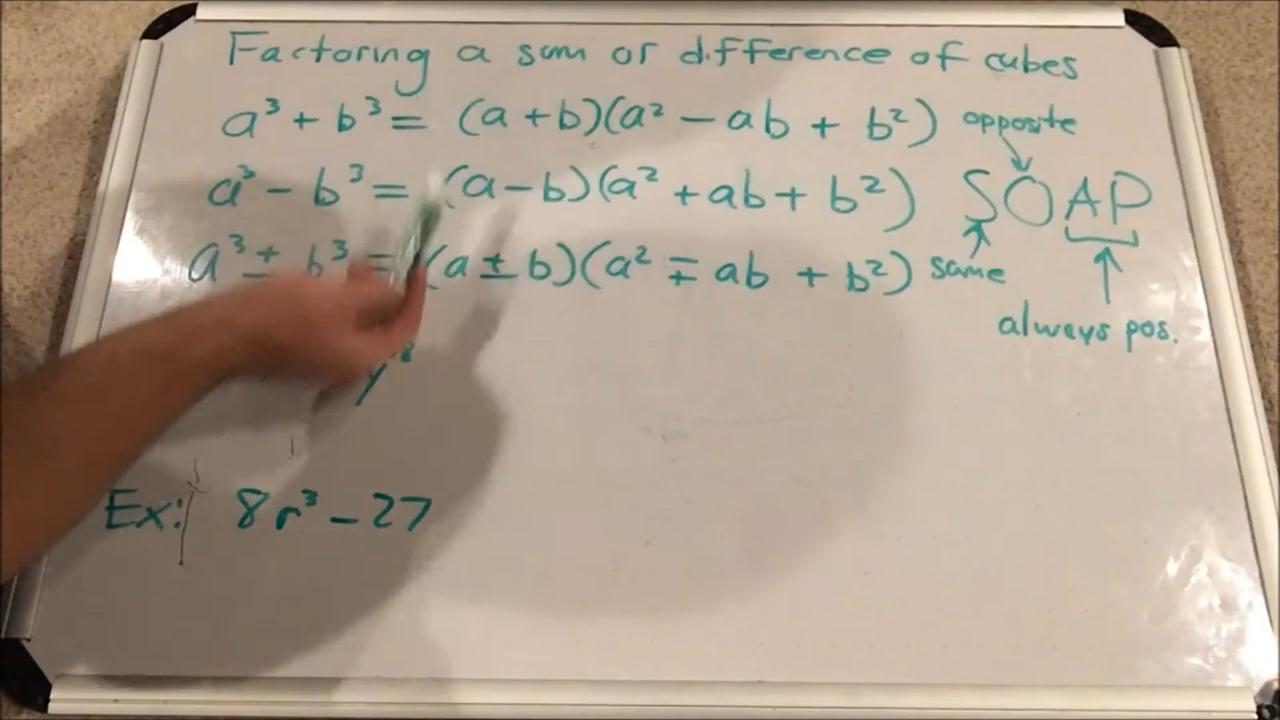 Factoring a sum or difference of cubes
a³ + b³ = (a + b)(a² − ab + b²) opposite
a³ − b³ = (a − b)(a² + ab + b²) SOAP
a³ ± b³ = (a ± b)(a² ∓ ab + b²) same
always pos.
y
Ex: 8r³ − 27